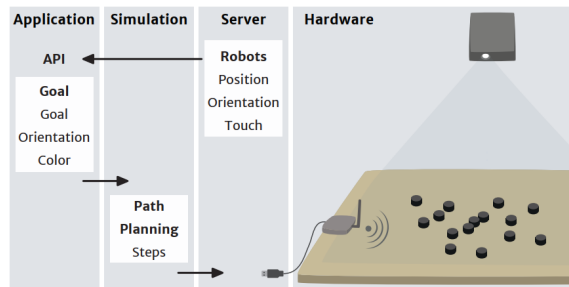 Application
Simulation
Server
Hardware
API
Goal
Goal
Orientation
Color
Robots
Position
Orientation
Touch
Path
Planning
Steps